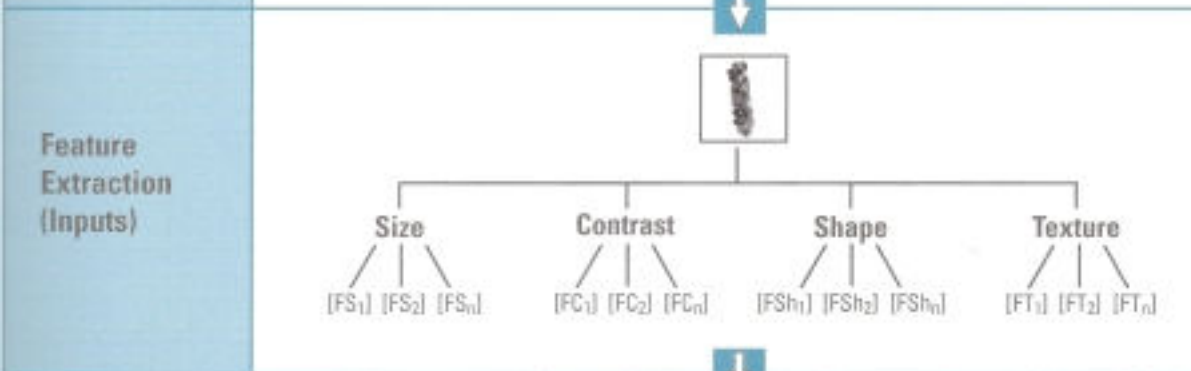 Feature
Extraction
(Inputs)
Size Contrast Shape Texture
[FS₁] [FS₂] [FSₙ] [FC₁] [FC₂] [FCₙ] [FSh₁] [FSh₂] [FShₙ] [FT₁] [FT₂] [FTₙ]